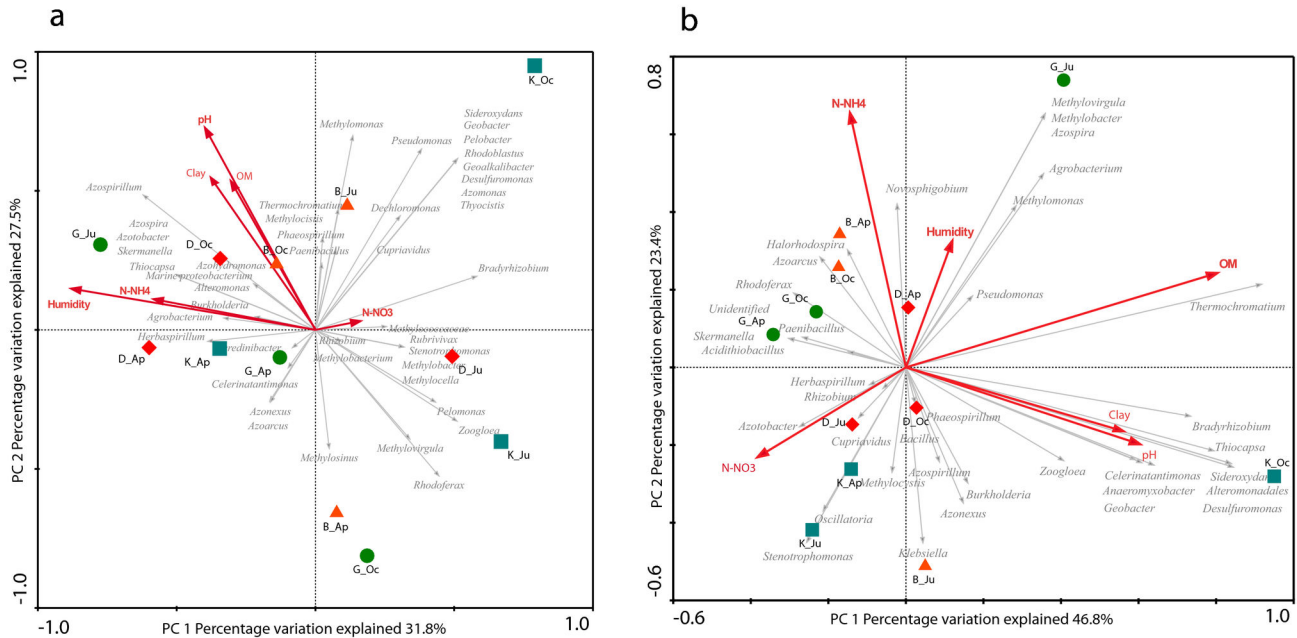 a
1.0
PC 2 Percentage variation explained 27.5%
-1.0
K_Oc
pH
Methylomonas
Pseudomonas
Sideroxydans
Geobacter
Pelobacter
Rhodoblastus
Geoalkalibacter
Desulfuromonas
Azomonas
Thyocistis
Clay
OM
Azospirillum
B_Ju
Thermochromatium
Methylocistis
Dechloromonas
Azospira
Azotobacter
Skermanella
Thiocapsa
G_Ju
D_Oc
B_Oc
Phaeospirillum
Paenibacillus
Cupriavidus
Azohydromonas
Marine proteobacterium
Alteromonas
Bradyrhizobium
Humidity
N-NH4
Burkholderia
Agrobacterium
N-NO3
Herbaspirillum
Rhizobium
Rubrivivax
Stenotrophomonas
Methylobacter
Methylocella
Methylobacterium
D_Ap
K_Ap
G_Ap
D_Ju
Celerinatantimonas
Azonexus
Azoarcus
Pelomonas
Zoogloea
Methylosinus
Methylovirgula
K_Ju
Rhodoferax
B_Ap
G_Oc
-1.0
PC 1 Percentage variation explained 31.8%
1.0
b
0.8
PC 2 Percentage variation explained 23.4%
-0.6
G_Ju
N-NH4
Methylovirgula
Methylobacter
Azospira
Agrobacterium
Novosphigobium
Methylomonas
B_Ap
Humidity
Halorhodospira
Azoarcus
B_Oc
OM
Rhodoferax
G_Oc
D_Ap
Pseudomonas
Thermochromatium
Unidentified
G_Ap
Paenibacillus
Skermanella
Acidithiobacillus
Herbaspirillum
Rhizobium
Azotobacter
D_Ju
D_Oc
Phaeospirillum
Clay
Bradyrhizobium
Cupriavidus
Bacillus
pH
Thiocapsa
N-NO3
K_Ap
Methylocystis
Azospirillum
Zoogloea
Celerinatantimonas
Anaeromyxobacter
Geobacter
Sideroxydans
Alteromonadales
Desulfuromonas
K_Oc
Burkholderia
Azonexus
Oscillatoria
K_Ju
Stenotrophomonas
Klebsiella
B_Ju
-0.6
PC 1 Percentage variation explained 46.8%
1.0